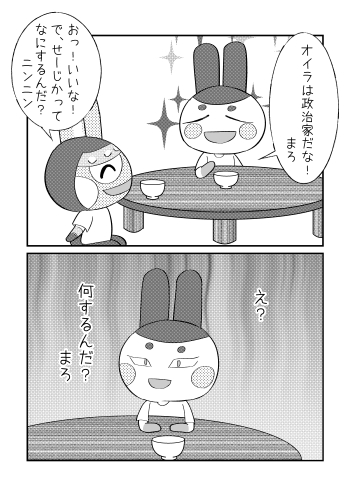 オイラは政治家だな!
まろ
おっ!いいな!
で、せーじかって
なにするんだ?
ニンニン
え?
何するんだ?
まろ